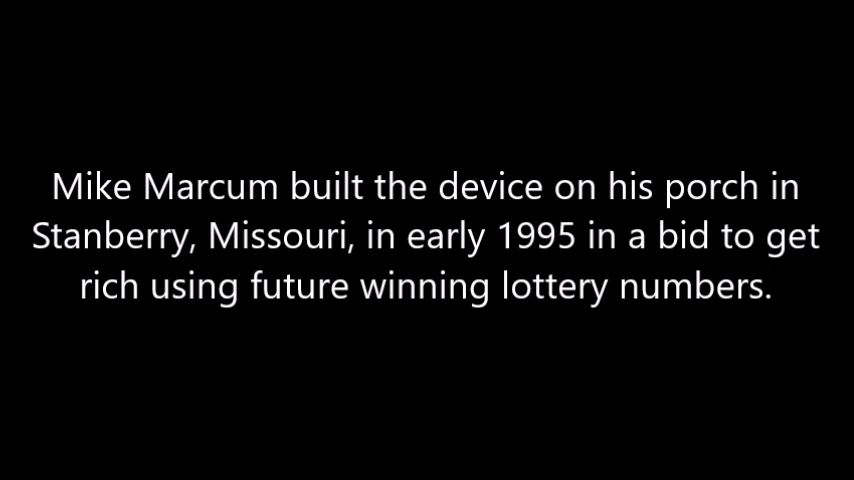 Mike Marcum built the device on his porch in
Stanberry, Missouri, in early 1995 in a bid to get
rich using future winning lottery numbers.